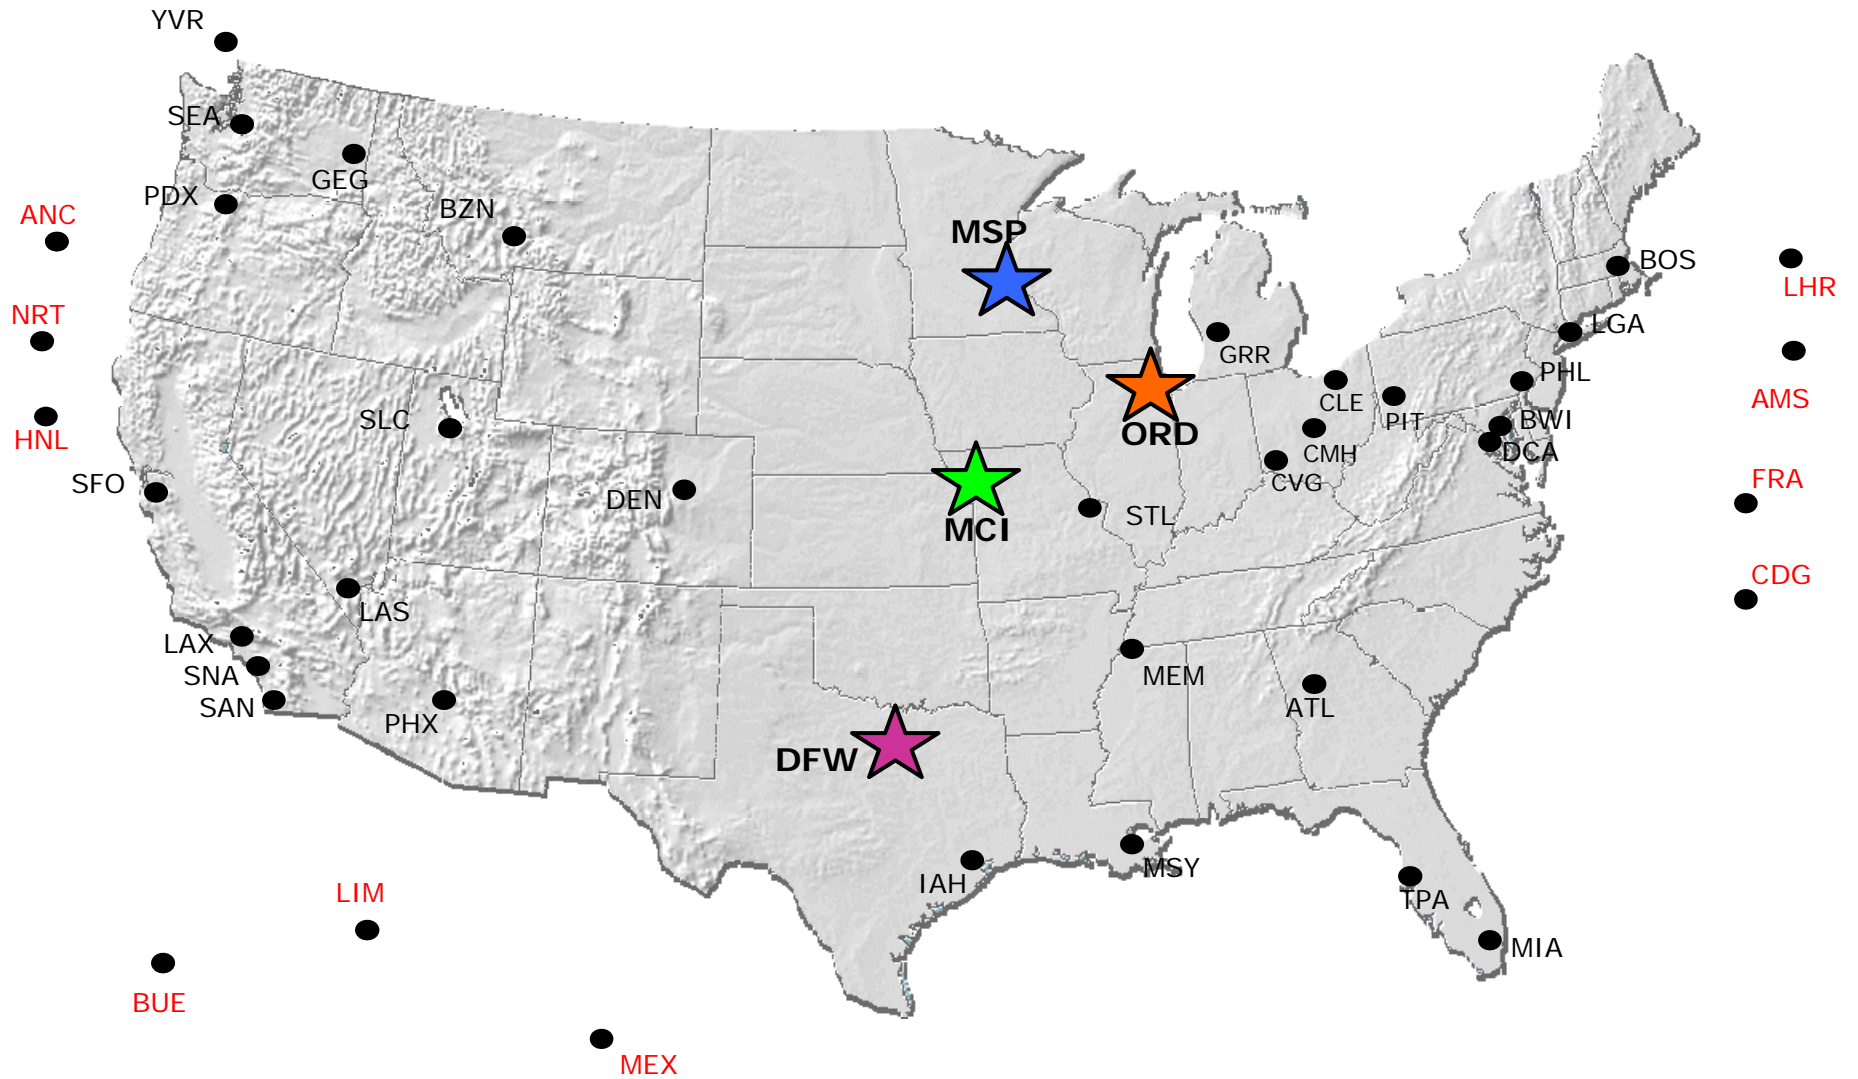 YVR
SEA
GEG
PDX
BZN
ANC
MSP
BOS
LHR
NRT
LGA
GRR
PHL
AMS
CLE
SLC
PIT
BWI
HNL
ORD
CMH
DCA
SFO
CVG
FRA
DEN
STL
MCI
CDG
LAS
LAX
SNA
MEM
SAN
ATL
PHX
DFW
MSY
IAH
LIM
TPA
MIA
BUE
MEX